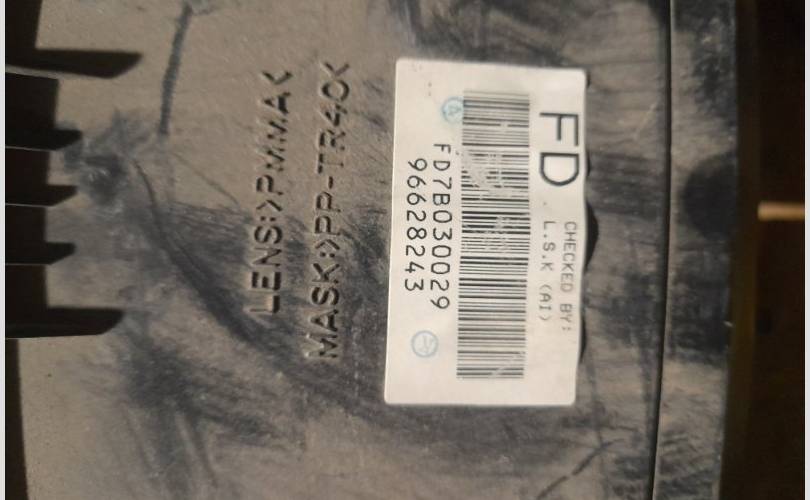 FD
CHECKED BY:
L.S.K (AI)
FD7B030029
96628243
LENS:>PMMA<
MASK:>PP-TR40<